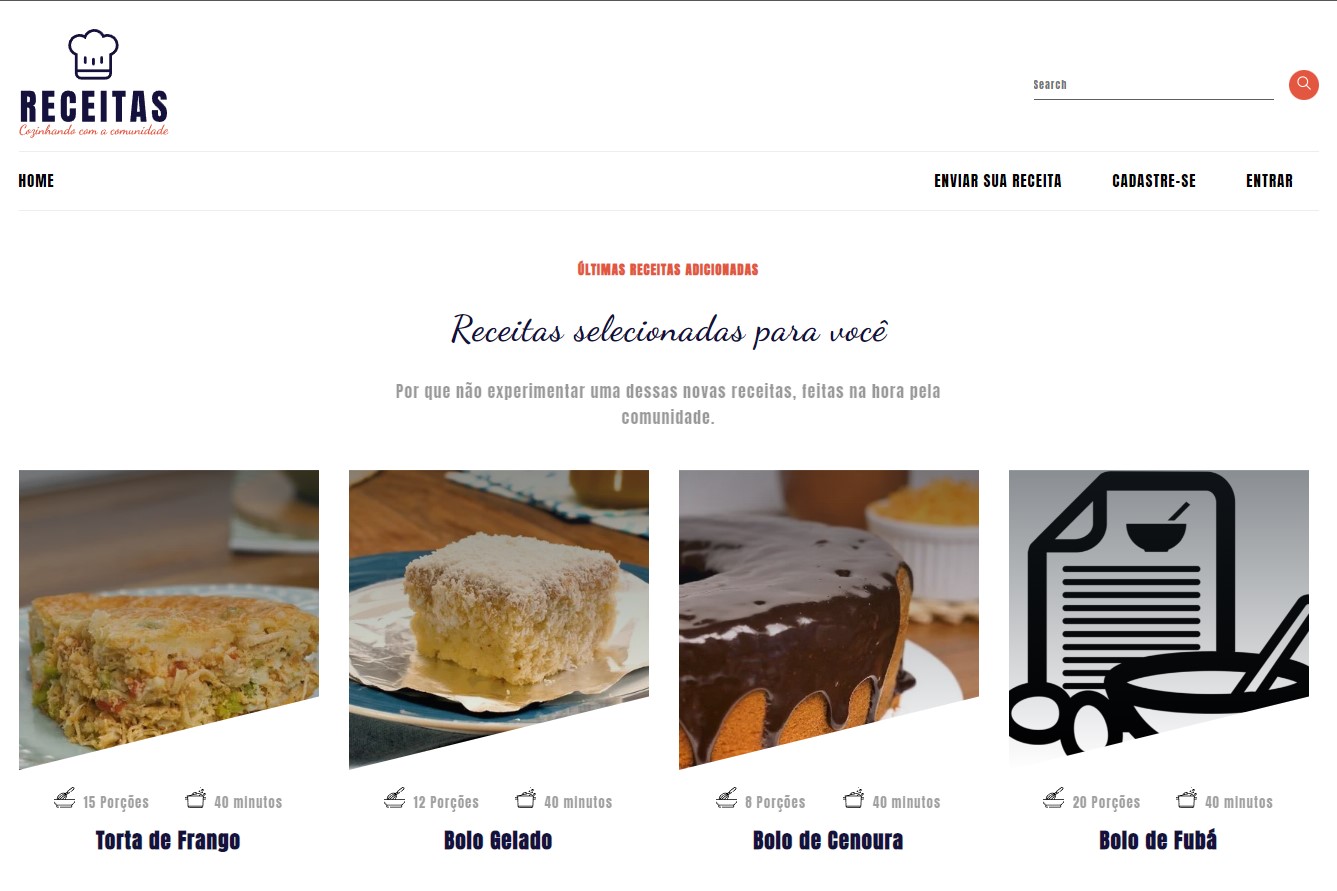 RECEITAS
Cozinhando com a comunidade
Search
HOME
ENVIAR SUA RECEITA
CADASTRE-SE
ENTRAR
ÚLTIMAS RECEITAS ADICIONADAS
Receitas selecionadas para você
Por que não experimentar uma dessas novas receitas, feitas na hora pela
comunidade.
15 Porções
40 minutos
Torta de Frango
12 Porções
40 minutos
Bolo Gelado
8 Porções
40 minutos
Bolo de Cenoura
20 Porções
40 minutos
Bolo de Fubá